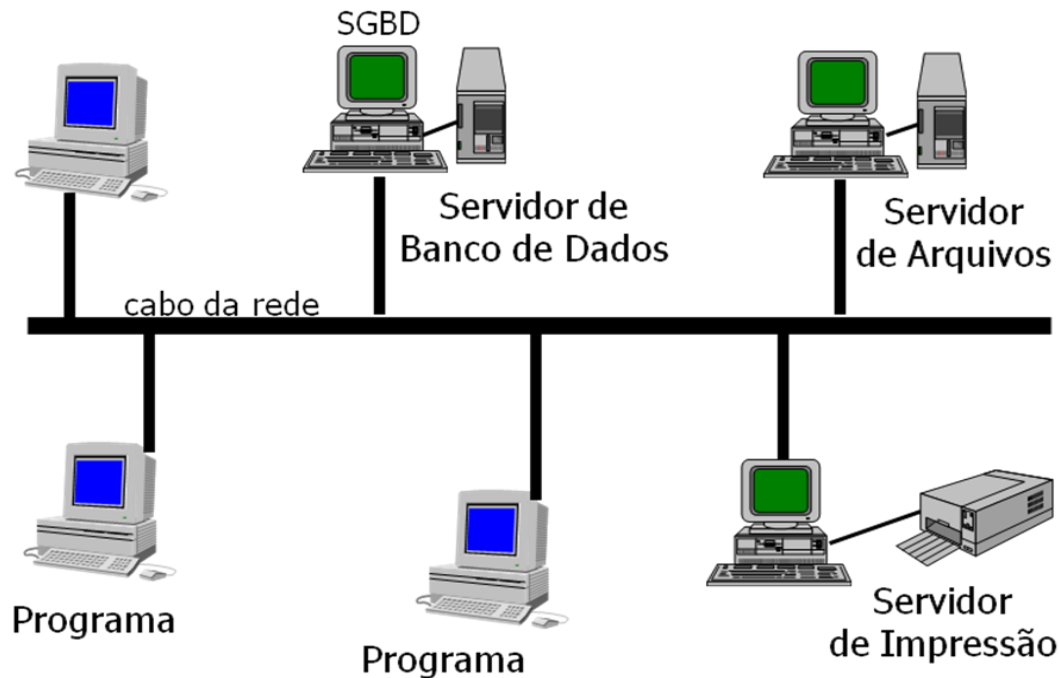 SGBD
Servidor de
Banco de Dados
Servidor
de Arquivos
cabo da rede
Programa
Programa
Servidor
de Impressão